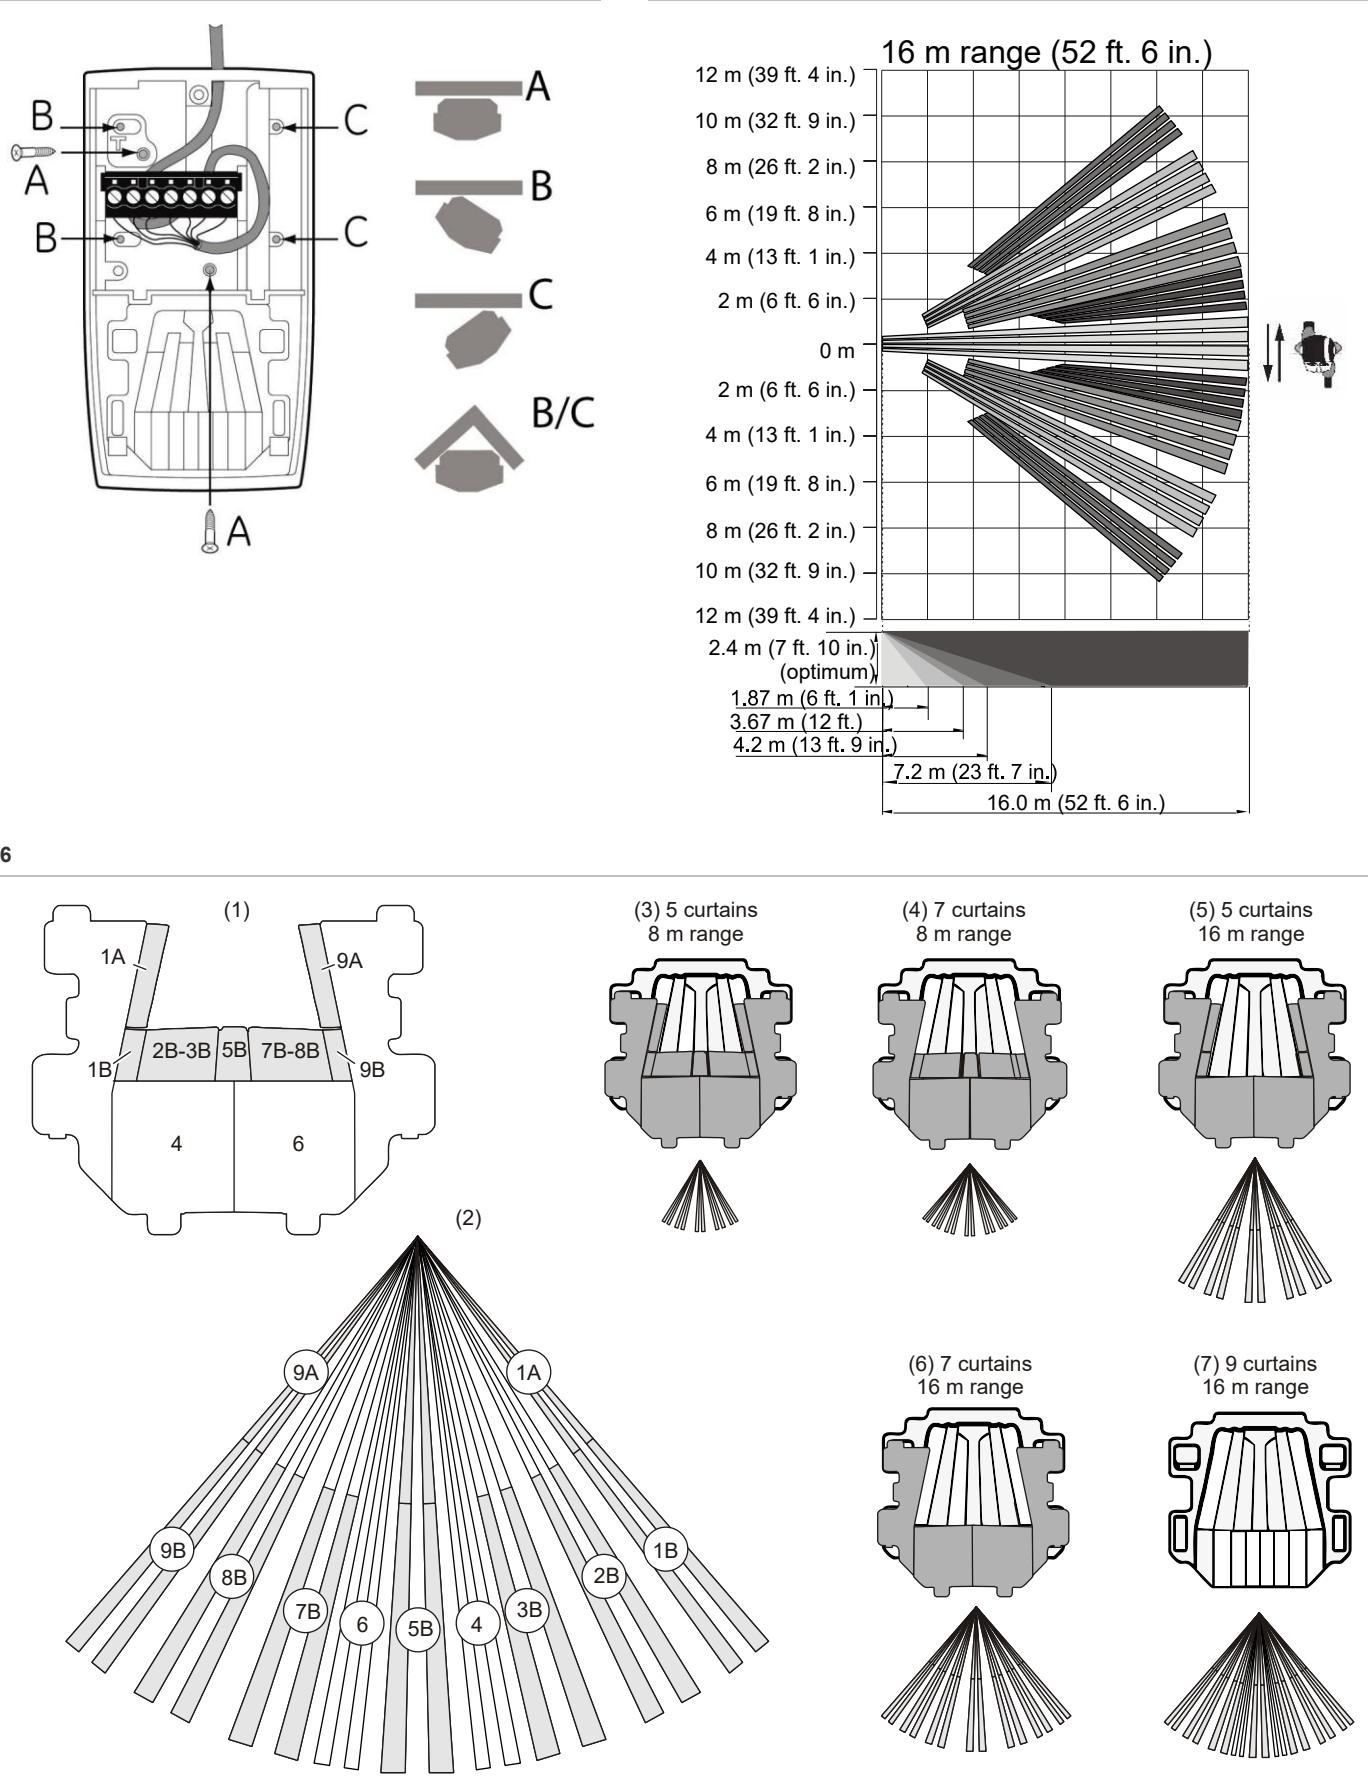 B
C
A
B
C
A
A
B
C
B/C
16 m range (52 ft. 6 in.)
12 m (39 ft. 4 in.)
10 m (32 ft. 9 in.)
8 m (26 ft. 2 in.)
6 m (19 ft. 8 in.)
4 m (13 ft. 1 in.)
2 m (6 ft. 6 in.)
0 m
2 m (6 ft. 6 in.)
4 m (13 ft. 1 in.)
6 m (19 ft. 8 in.)
8 m (26 ft. 2 in.)
10 m (32 ft. 9 in.)
12 m (39 ft. 4 in.)
2.4 m (7 ft. 10 in.)
(optimum)
1.87 m (6 ft. 1 in.)
3.67 m (12 ft.)
4.2 m (13 ft. 9 in.)
7.2 m (23 ft. 7 in.)
16.0 m (52 ft. 6 in.)
6
(1)
1A
9A
1B
2B-3B
5B
7B-8B
9B
4
6
(2)
9A
1A
9B
8B
7B
6
5B
4
3B
2B
1B
(3) 5 curtains
8 m range
(4) 7 curtains
8 m range
(5) 5 curtains
16 m range
(6) 7 curtains
16 m range
(7) 9 curtains
16 m range